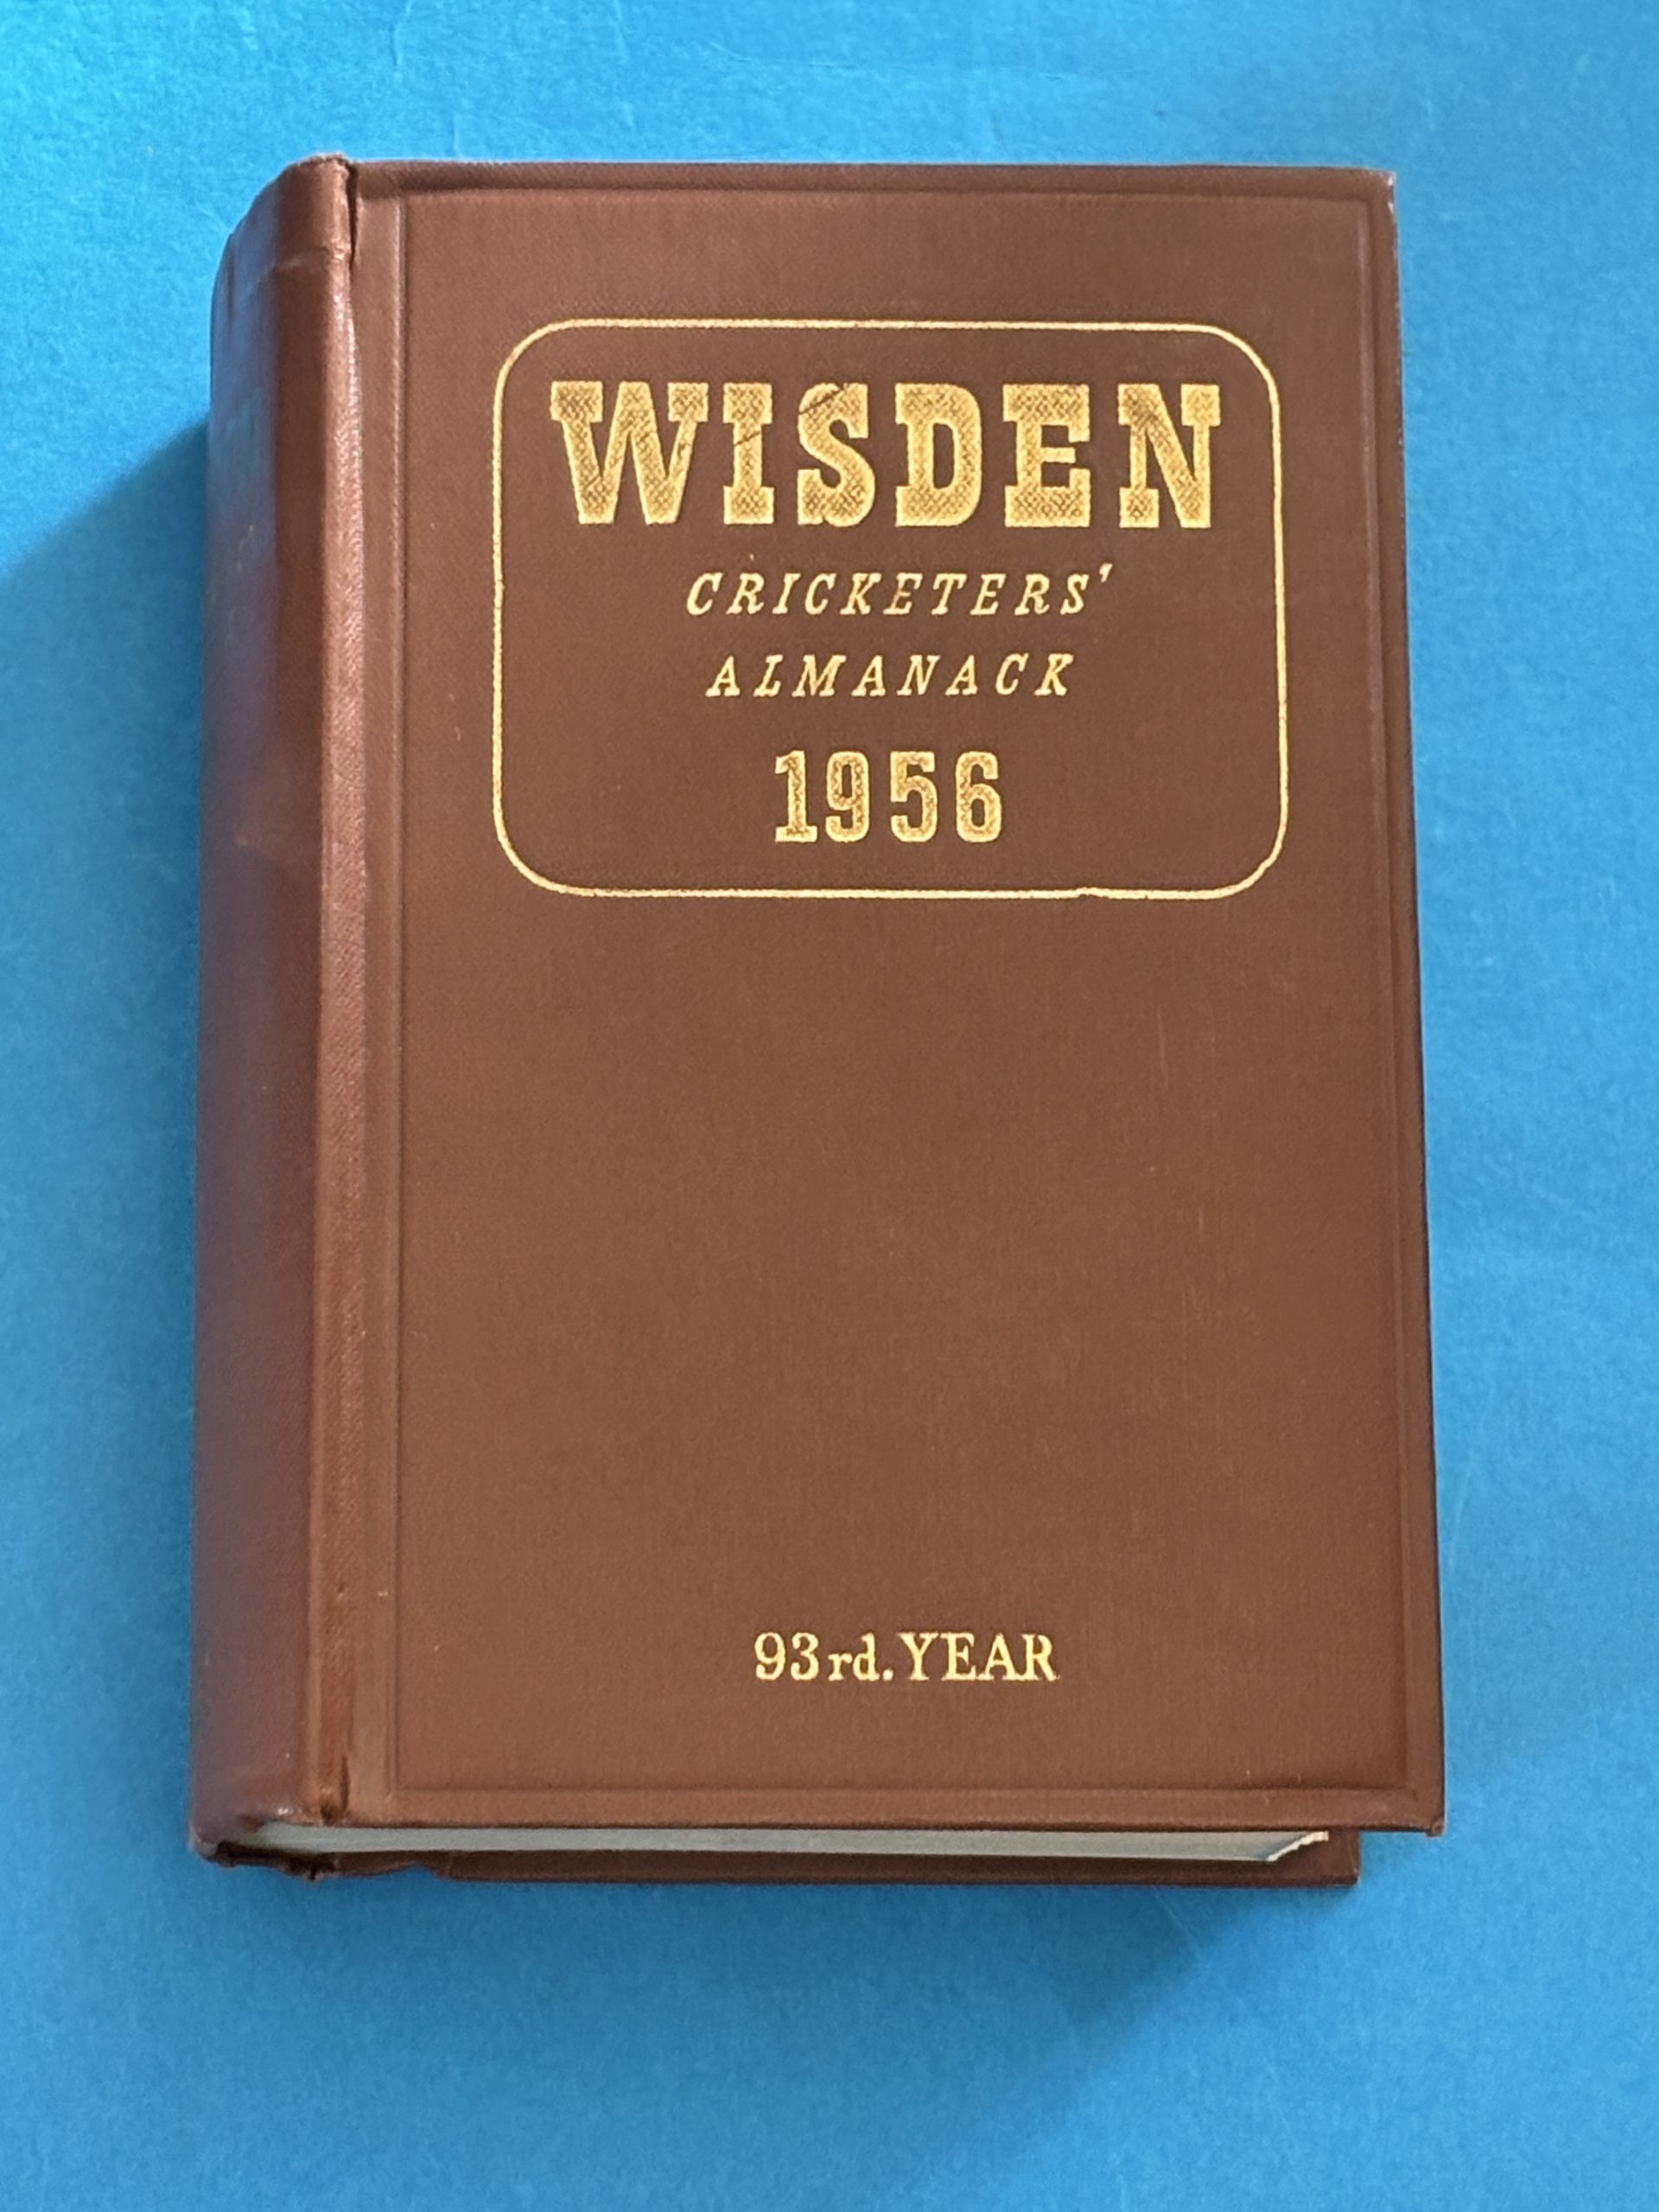 WISDEN
CRICKETERS'
ALMANACK
1956
93rd. YEAR